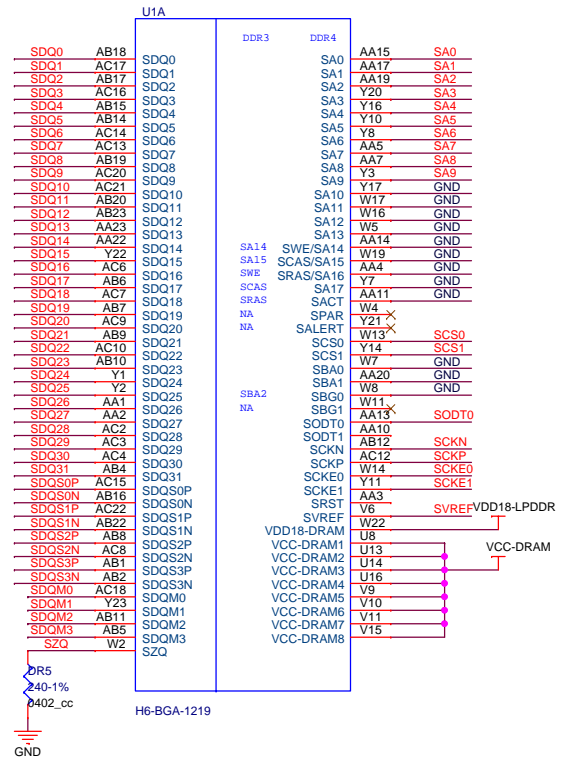 U1A
DDR3 DDR4
SDQ0 AB18 SDQ0 SA0 AA15 SA0
SDQ1 AC17 SDQ1 SA1 AA17 SA1
SDQ2 AB17 SDQ2 SA2 AA19 SA2
SDQ3 AC16 SDQ3 SA3 Y20 SA3
SDQ4 AB15 SDQ4 SA4 Y16 SA4
SDQ5 AB14 SDQ5 SA5 Y10 SA5
SDQ6 AC14 SDQ6 SA6 Y8 SA6
SDQ7 AC13 SDQ7 SA7 AA5 SA7
SDQ8 AB19 SDQ8 SA8 AA7 SA8
SDQ9 AC20 SDQ9 SA9 Y3 SA9
SDQ10 AC21 SDQ10 SA10 Y17 GND
SDQ11 AB20 SDQ11 SA11 W17 GND
SDQ12 AB23 SDQ12 SA12 W16 GND
SDQ13 AA23 SDQ13 SA13 W5 GND
SDQ14 AA22 SDQ14 SA14 SWE/SA14 AA14 GND
SDQ15 Y22 SDQ15 SA15 SCAS/SA15 W19 GND
SDQ16 AC6 SDQ16 SWE SRAS/SA16 AA4 GND
SDQ17 AB6 SDQ17 SCAS SA17 Y7 GND
SDQ18 AC7 SDQ18 SRAS SACT AA11 GND
SDQ19 AB7 SDQ19 NA SPAR W4
SDQ20 AC9 SDQ20 NA SALERT Y21
SDQ21 AB9 SDQ21 SCS0 W13 SCS0
SDQ22 AC10 SDQ22 SCS1 Y14 SCS1
SDQ23 AB10 SDQ23 SBA0 W7 GND
SDQ24 Y1 SDQ24 SBA1 AA20 GND
SDQ25 Y2 SDQ25 SBA2 SBG0 W8 GND
SDQ26 AA1 SDQ26 NA SBG1 W11
SDQ27 AA2 SDQ27 SODT0 AA13 SODT0
SDQ28 AC2 SDQ28 SODT1 AA10
SDQ29 AC3 SDQ29 SCKN AB12 SCKN
SDQ30 AC4 SDQ30 SCKP AC12 SCKP
SDQ31 AB4 SDQ31 SCKE0 W14 SCKE0
SDQS0P AC15 SDQS0P SCKE1 Y11 SCKE1
SDQS0N AB16 SDQS0N SRST AA3
SDQS1P AC22 SDQS1P SVREF V6 SVREF VDD18-LPDDR
SDQS1N AB22 SDQS1N VDD18-DRAM W22
SDQS2P AB8 SDQS2P VCC-DRAM1 U8
SDQS2N AC8 SDQS2N VCC-DRAM2 U13 VCC-DRAM
SDQS3P AB1 SDQS3P VCC-DRAM3 U14
SDQS3N AB2 SDQS3N VCC-DRAM4 U16
SDQM0 AC18 SDQM0 VCC-DRAM5 V9
SDQM1 Y23 SDQM1 VCC-DRAM6 V10
SDQM2 AB11 SDQM2 VCC-DRAM7 V11
SDQM3 AB5 SDQM3 VCC-DRAM8 V15
SZQ W2 SZQ
DR5
240-1%
0402_cc
H6-BGA-1219
GND